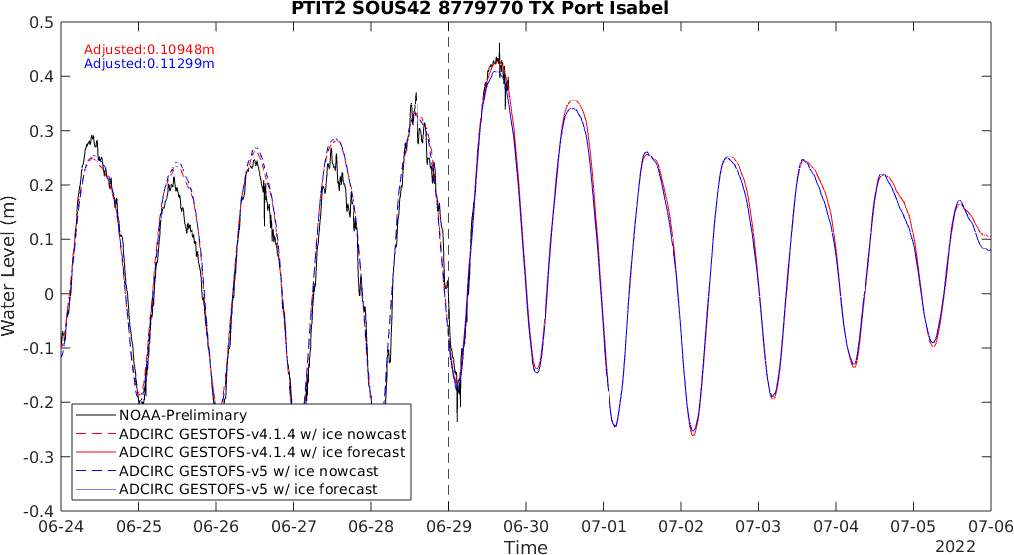 PTIT2 SOUS42 8779770 TX Port Isabel
Adjusted:0.10948m
Adjusted:0.11299m
0.5
0.4
0.3
0.2
0.1
0
-0.1
-0.2
-0.3
-0.4
Water Level (m)
NOAA-Preliminary
ADCIRC GESTOFS-v4.1.4 w/ ice nowcast
ADCIRC GESTOFS-v4.1.4 w/ ice forecast
ADCIRC GESTOFS-v5 w/ ice nowcast
ADCIRC GESTOFS-v5 w/ ice forecast
06-24 06-25 06-26 06-27 06-28 06-29 06-30 07-01 07-02 07-03 07-04 07-05 07-06
Time
2022